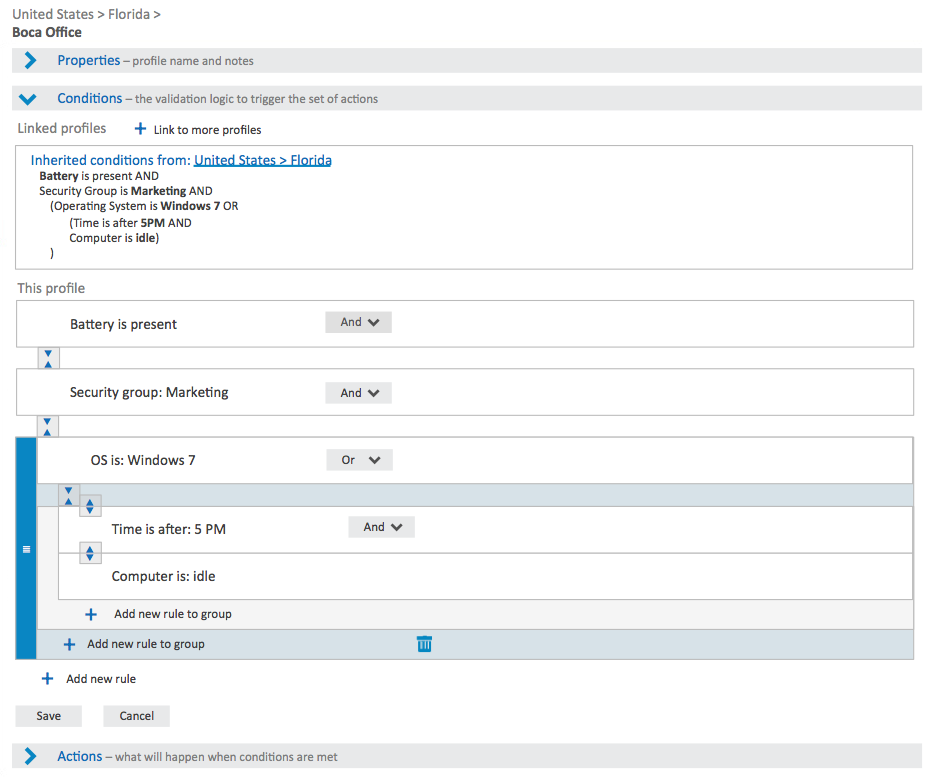 United States > Florida >
Boca Office
Properties – profile name and notes
Conditions – the validation logic to trigger the set of actions
Linked profiles + Link to more profiles
Inherited conditions from: United States > Florida
Battery is present AND
Security Group is Marketing AND
(Operating System is Windows 7 OR
(Time is after 5PM AND
Computer is idle)
)
This profile
Battery is present And
Security group: Marketing And
OS is: Windows 7 Or
Time is after: 5 PM And
Computer is: idle
+ Add new rule to group
+ Add new rule to group
+ Add new rule
Save Cancel
Actions – what will happen when conditions are met